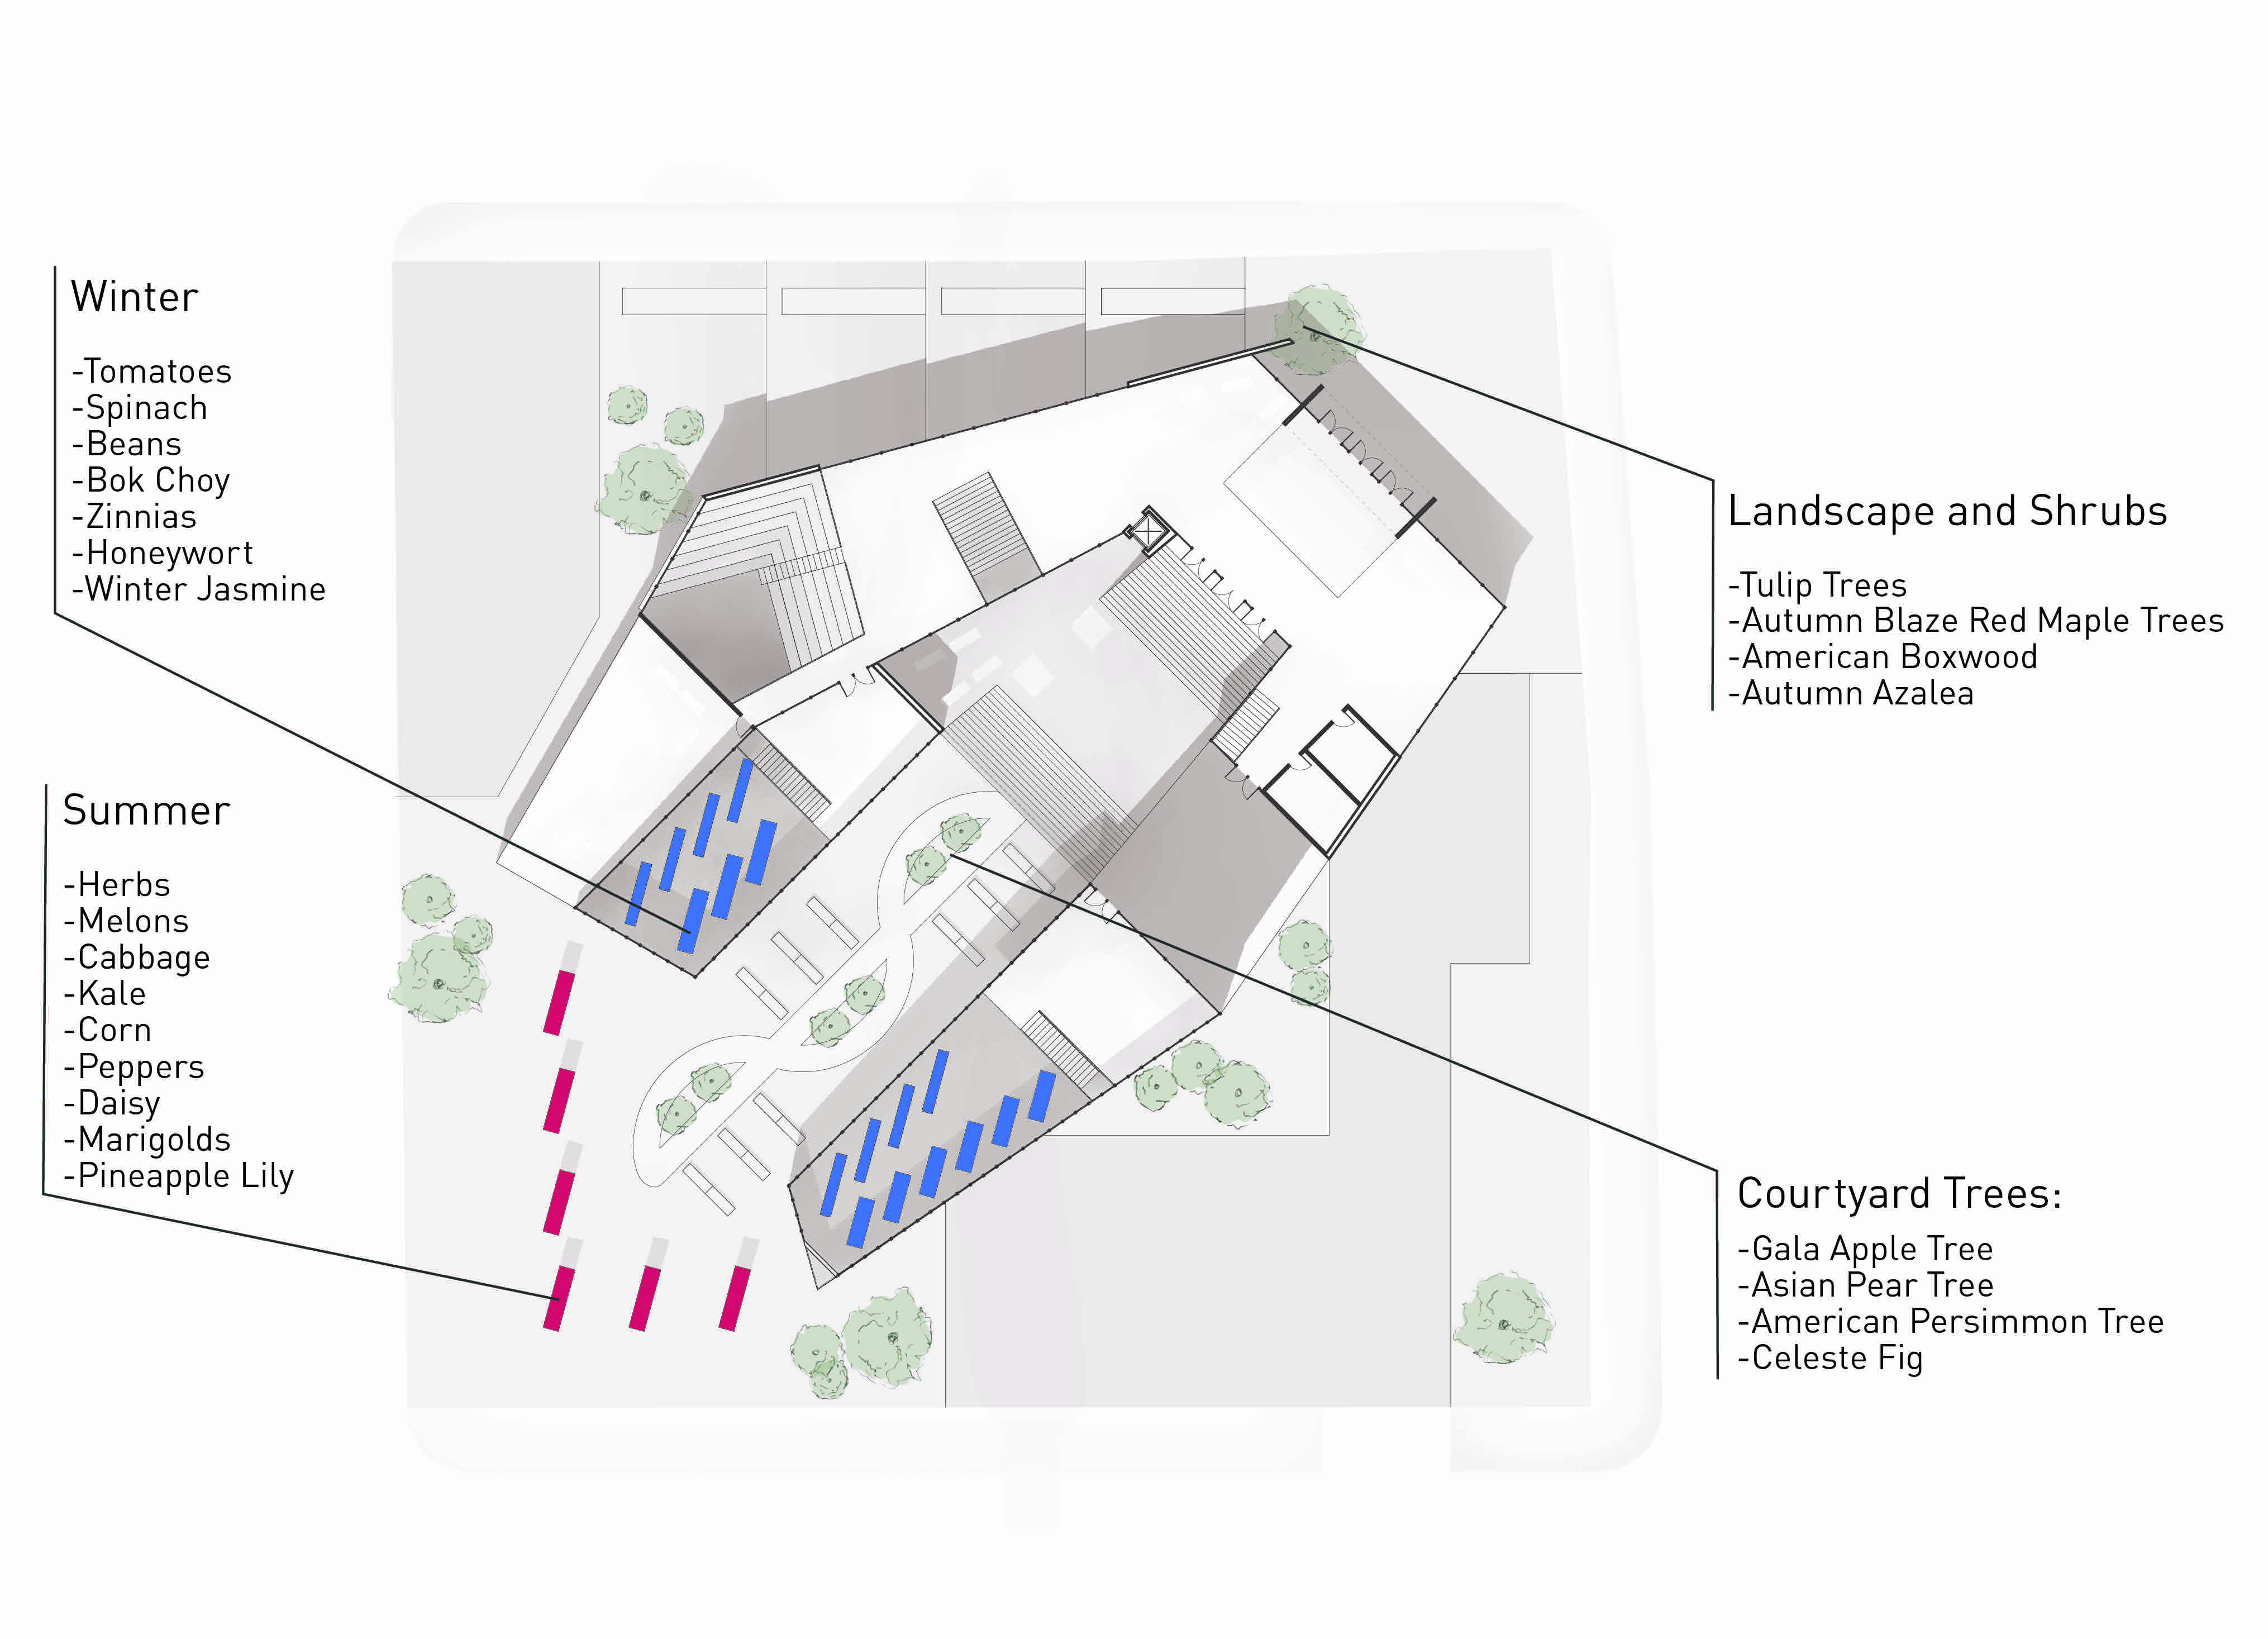 Winter
-Tomatoes
-Spinach
-Beans
-Bok Choy
-Zinnias
-Honeywort
-Winter Jasmine
Summer
-Herbs
-Melons
-Cabbage
-Kale
-Corn
-Peppers
-Daisy
-Marigolds
-Pineapple Lily
Landscape and Shrubs
-Tulip Trees
-Autumn Blaze Red Maple Trees
-American Boxwood
-Autumn Azalea
Courtyard Trees:
-Gala Apple Tree
-Asian Pear Tree
-American Persimmon Tree
-Celeste Fig